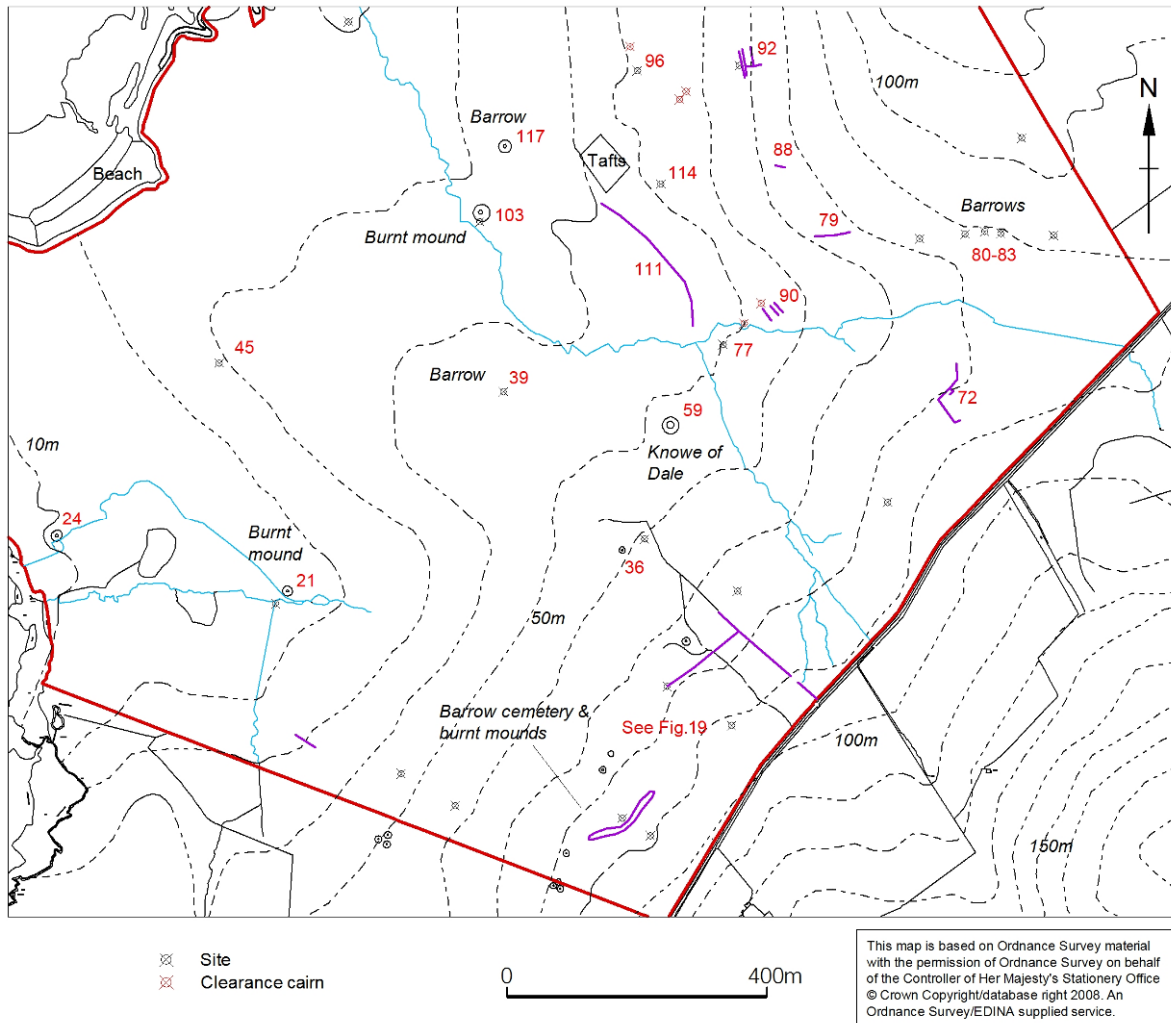 92
96
100m
N
Barrow
117
Tafts
88
Beach
114
103
79
Barrows
Burnt mound
80-83
111
90
45
77
Barrow
39
72
59
10m
Knowe of
Dale
24
Burnt
mound
21
36
50m
Barrow cemetery &
burnt mounds
See Fig.19
100m
150m
Site
Clearance cairn
0
400m
This map is based on Ordnance Survey material
with the permission of Ordnance Survey on behalf
of the Controller of Her Majesty's Stationery Office
© Crown Copyright/database right 2008. An
Ordnance Survey/EDINA supplied service.